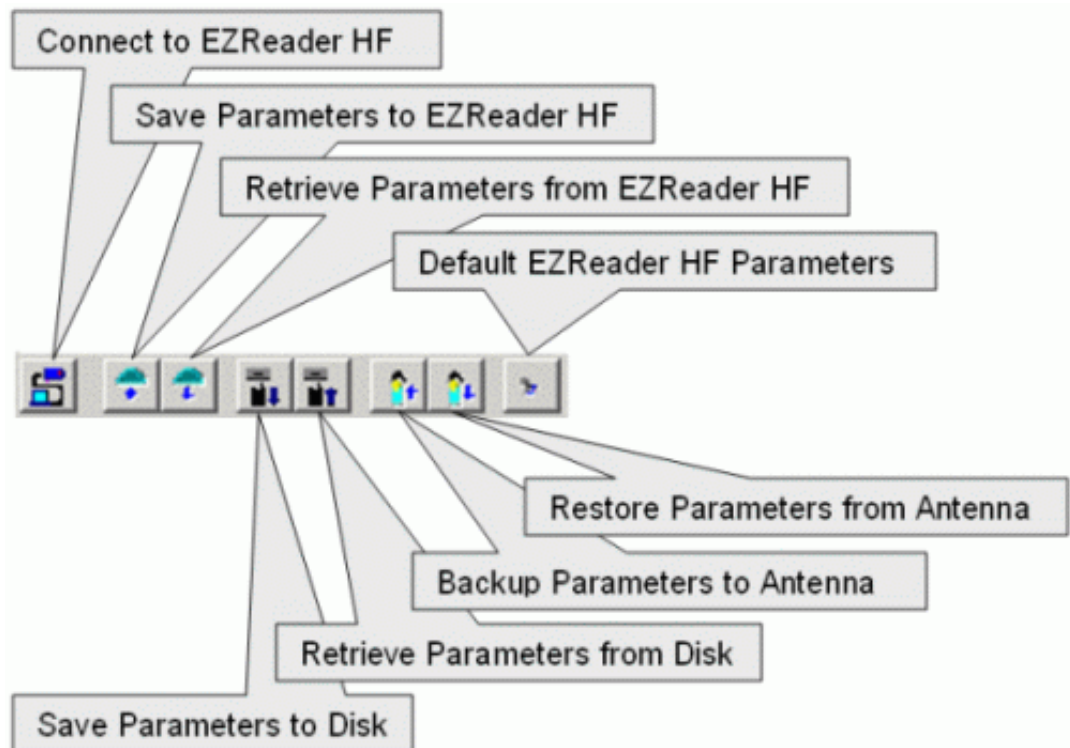 Connect to EZReader HF
Save Parameters to EZReader HF
Retrieve Parameters from EZReader HF
Default EZReader HF Parameters
Restore Parameters from Antenna
Backup Parameters to Antenna
Retrieve Parameters from Disk
Save Parameters to Disk